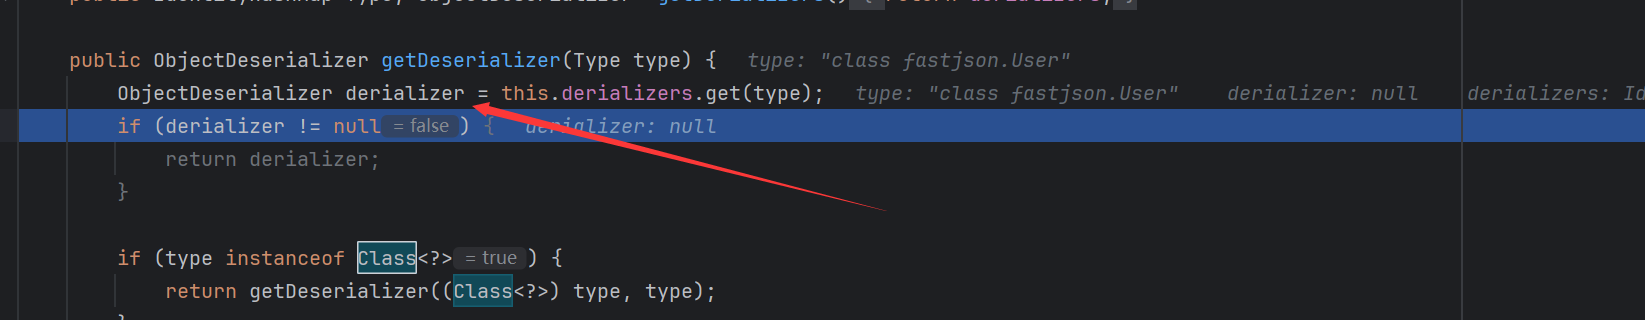 public ObjectDeserializer getDeserializer(Type type) { type: "class fastjson.User"
ObjectDeserializer derializer = this.derializers.get(type); type: "class fastjson.User" derializer: null derializers: Id
if (derializer != null = false ) { derializer: null
return derializer;
}
if (type instanceof Class<?> = true ) {
return getDeserializer((Class<?>) type, type);